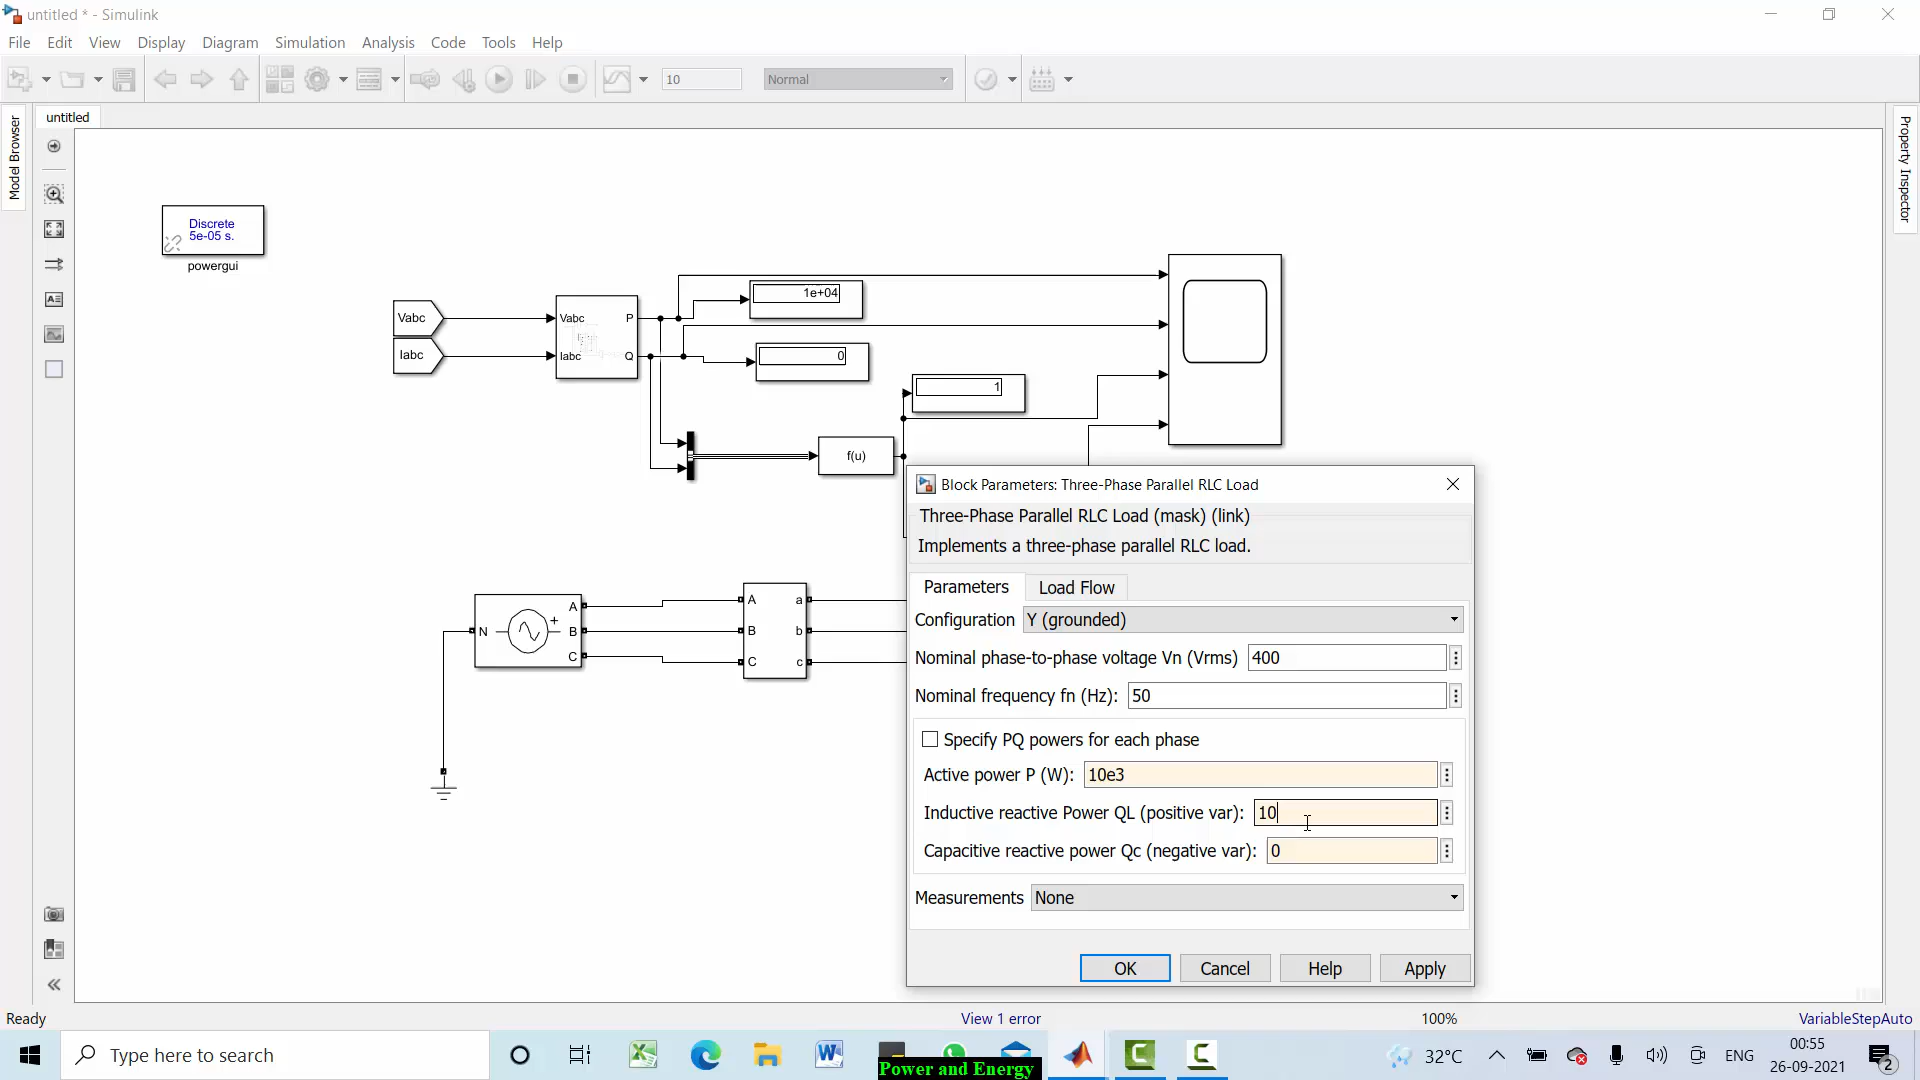 untitled * - Simulink
File Edit View Display Diagram Simulation Analysis Code Tools Help
10
Normal
Model Browser
untitled
Property Inspector
Discrete
5e-05 s.
powergui
Vabc
Iabc
Vabc
P
Iabc
Q
1e+04
0
1
f(u)
N
A
B
C
+
A
a
B
b
C
c
Block Parameters: Three-Phase Parallel RLC Load
Three-Phase Parallel RLC Load (mask) (link)
Implements a three-phase parallel RLC load.
Parameters Load Flow
Configuration Y (grounded)
Nominal phase-to-phase voltage Vn (Vrms) 400
Nominal frequency fn (Hz): 50
Specify PQ powers for each phase
Active power P (W): 10e3
Inductive reactive Power QL (positive var): 10
Capacitive reactive power Qc (negative var): 0
Measurements None
OK Cancel Help Apply
Ready
View 1 error
100%
VariableStepAuto
Type here to search
Power and Energy
32°C
ENG
00:55
26-09-2021
2